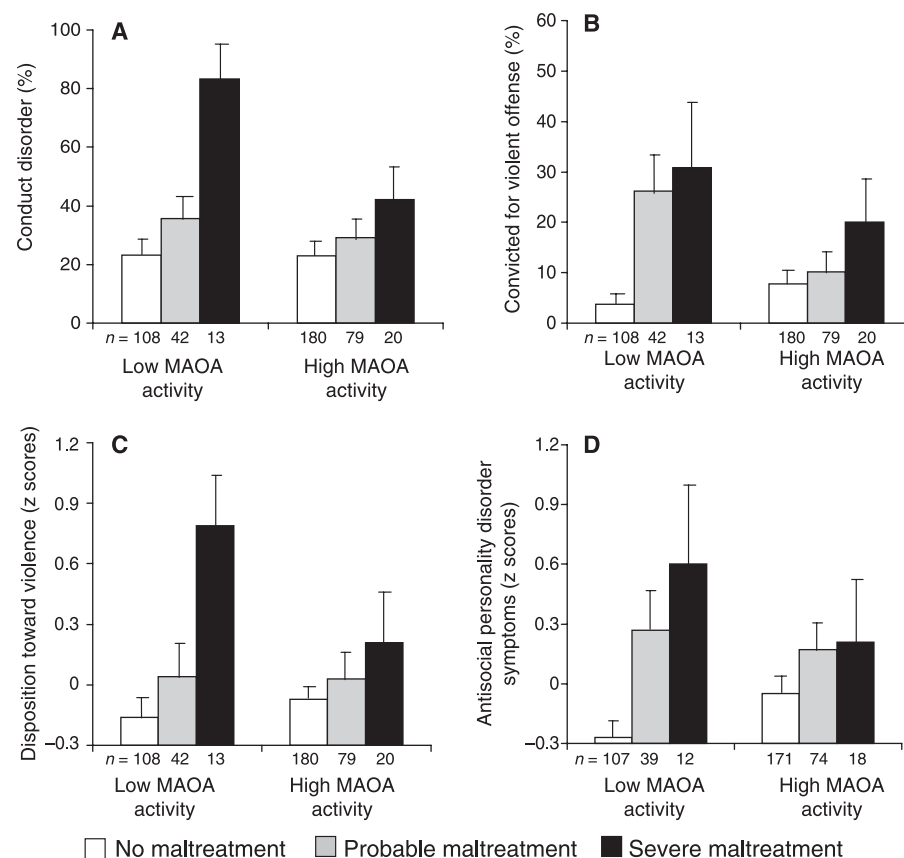 A
Conduct disorder (%)
100
80
60
40
20
0
n = 108 42 13
180 79 20
Low MAOA
activity
High MAOA
activity
B
Convicted for violent offense (%)
60
50
40
30
20
10
0
n = 108 42 13
180 79 20
Low MAOA
activity
High MAOA
activity
C
Disposition toward violence (z scores)
1.2
0.9
0.6
0.3
0
–0.3
n = 108 42 13
180 79 20
Low MAOA
activity
High MAOA
activity
D
Antisocial personality disorder
symptoms (z scores)
1.2
0.9
0.6
0.3
0
–0.3
n = 107 39 12
171 74 18
Low MAOA
activity
High MAOA
activity
No maltreatment Probable maltreatment Severe maltreatment